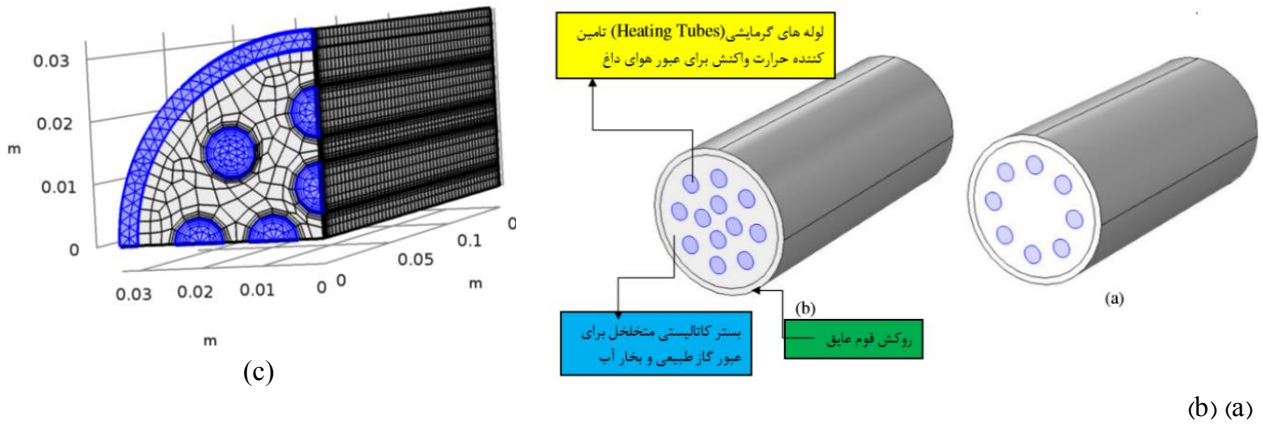 لوله های گرمایشی(Heating Tubes) تامین
کننده حرارت واکنش برای عبور هوای داغ
بستر کاتالیستی متخلخل برای
عبور گاز طبیعی و بخار آب
(b)
روکش فوم عایق
(a)
0.03
0.02
m
0.01
0
0.03
0.02
0.01
0
m
0
0.05
0.1
m
0
(c)
(b) (a)